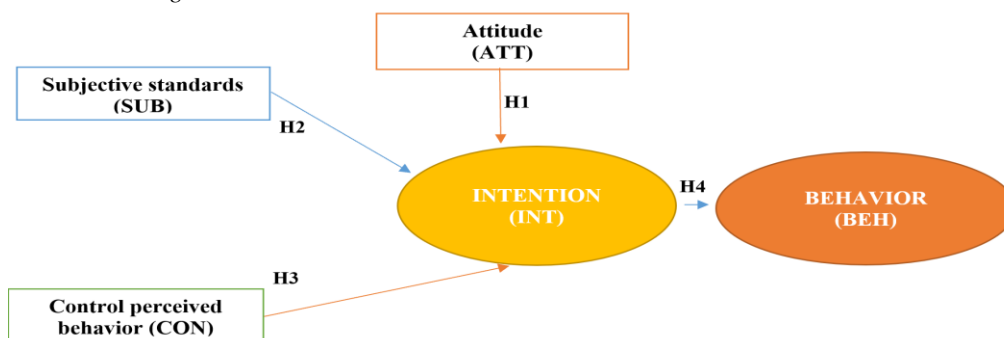 Attitude
(ATT)
Subjective standards
(SUB)
H1
H2
INTENTION
(INT)
H4
BEHAVIOR
(BEH)
H3
Control perceived
behavior (CON)